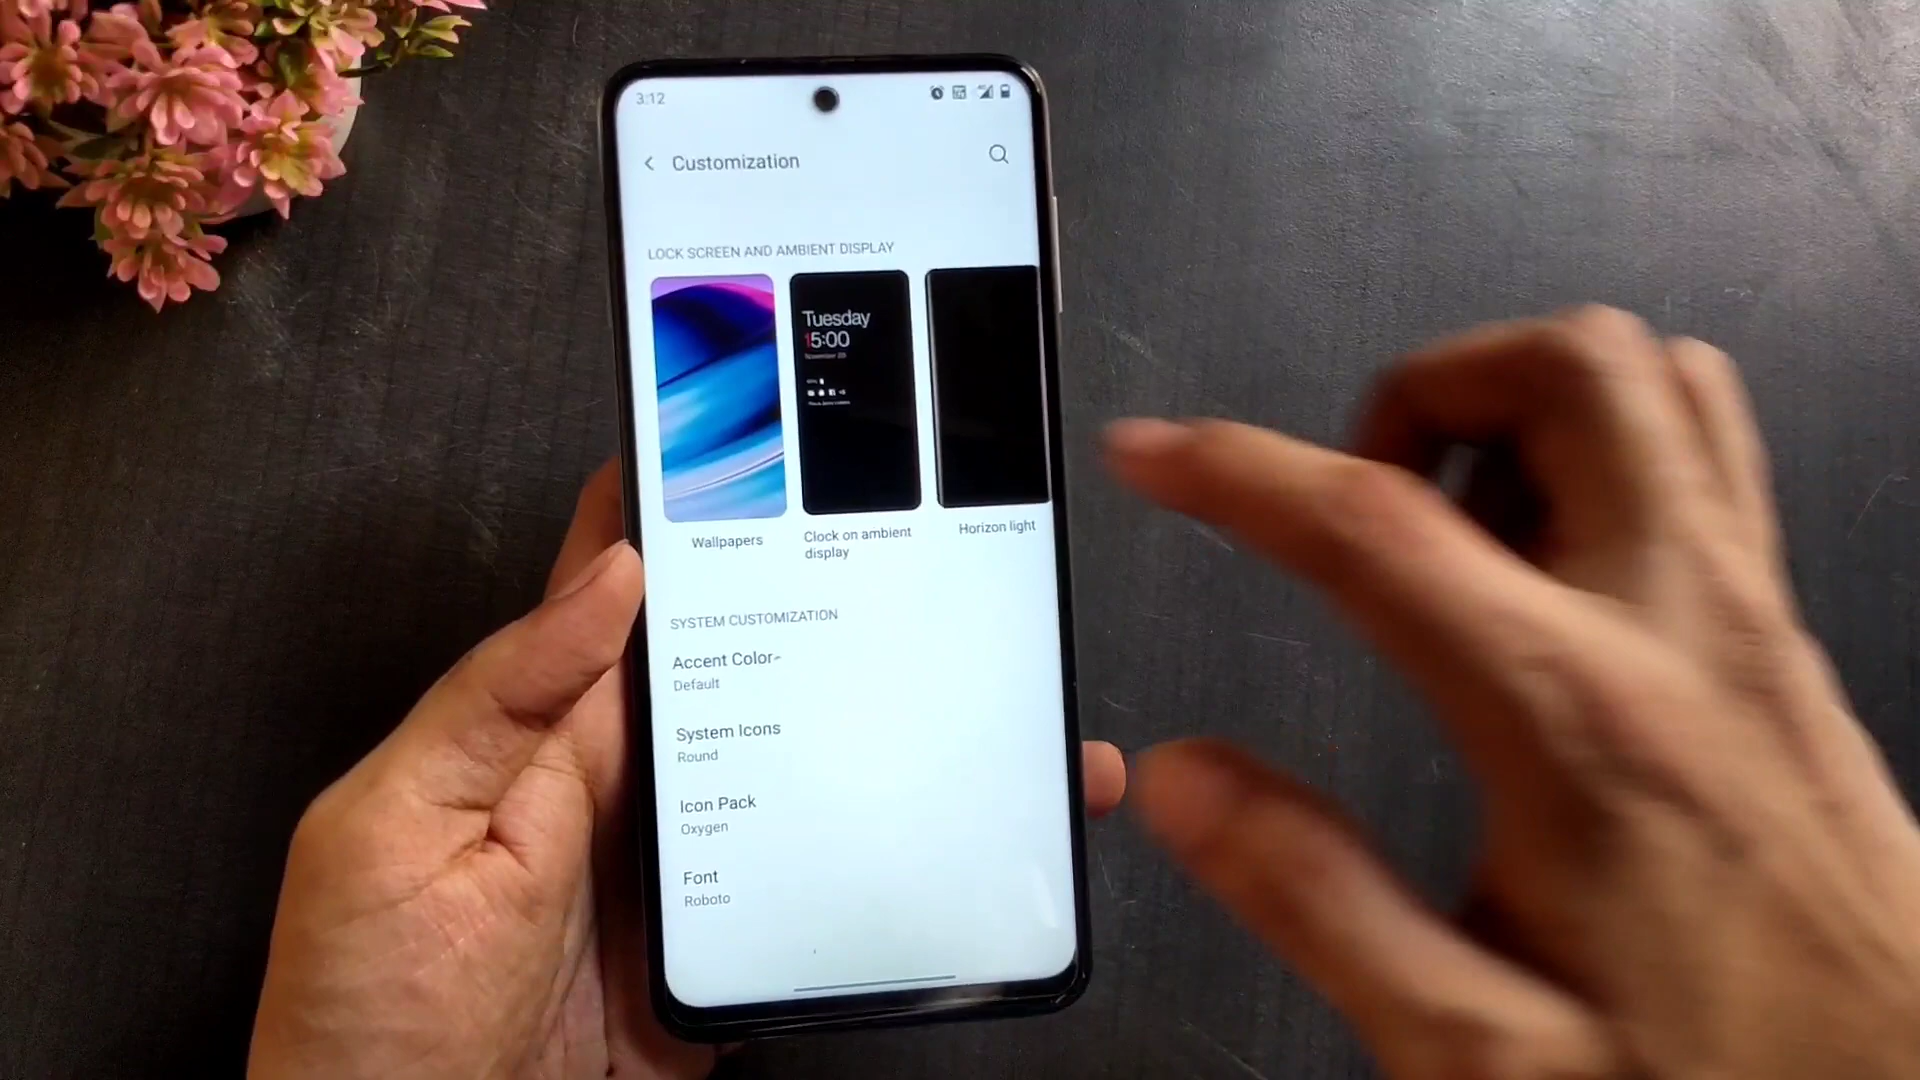 3:12
Customization
LOCK SCREEN AND AMBIENT DISPLAY
Tuesday
15:00
Wallpapers
Clock on ambient
display
Horizon light
SYSTEM CUSTOMIZATION
Accent Color-
Default
System Icons
Round
Icon Pack
Oxygen
Font
Roboto